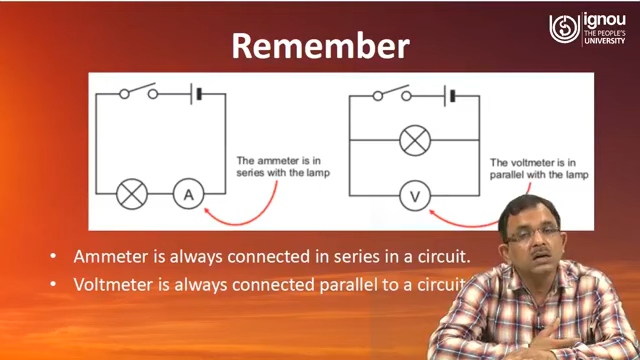 ignou
THE PEOPLE'S
UNIVERSITY
Remember
The ammeter is in
series with the lamp
A
The voltmeter is in
parallel with the lamp
V
• Ammeter is always connected in series in a circuit.
• Voltmeter is always connected parallel to a circuit